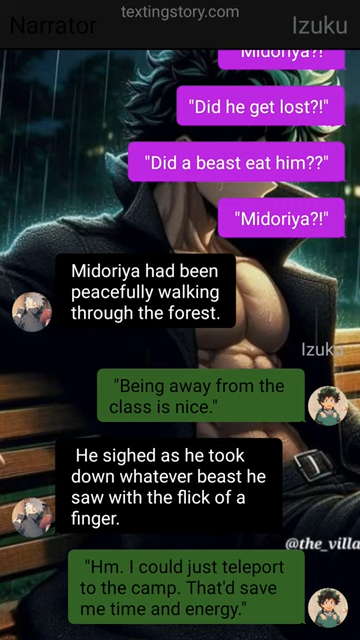 textingstory.com
Narrator
Izuku
Midoriya?!"
"Did he get lost?!"
"Did a beast eat him??"
"Midoriya?!"
Midoriya had been
peacefully walking
through the forest.
Izuku
"Being away from the
class is nice."
He sighed as he took
down whatever beast he
saw with the flick of a
finger.
@the_villa
"Hm. I could just teleport
to the camp. That'd save
me time and energy."